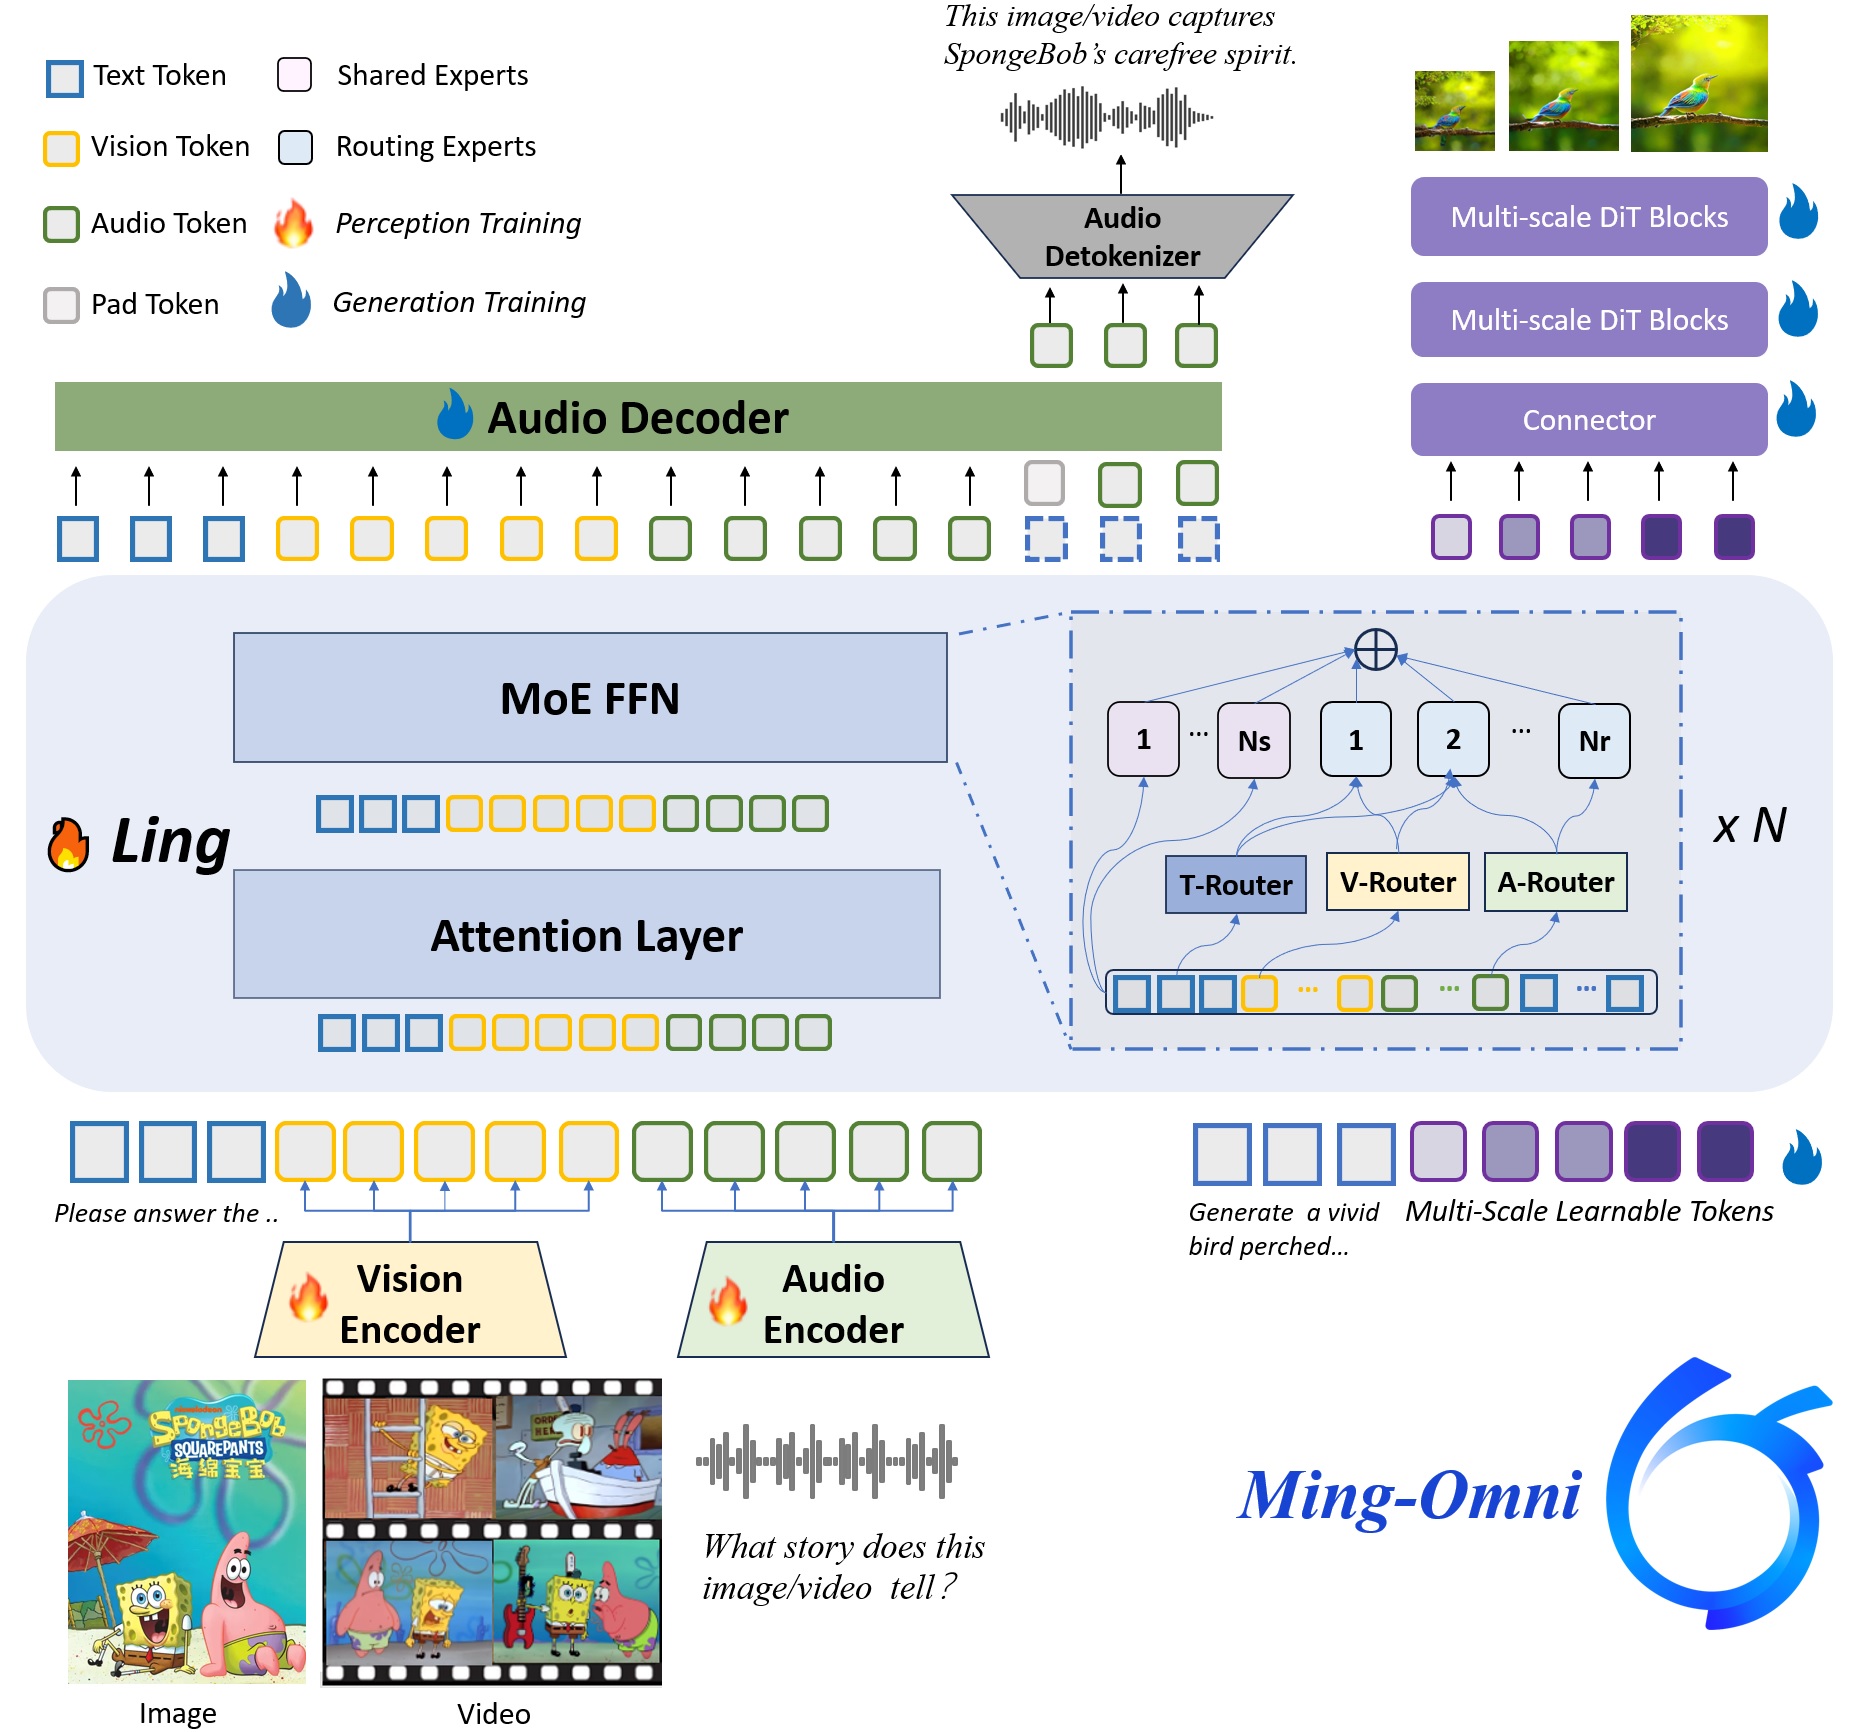 This image/video captures
SpongeBob's carefree spirit.
Text Token
Shared Experts
Vision Token
Routing Experts
Audio Token
Perception Training
Pad Token
Generation Training
Audio
Detokenizer
Multi-scale DiT Blocks
Multi-scale DiT Blocks
Connector
Audio Decoder
MoE FFN
1
...
Ns
1
2
...
Nr
Ling
x N
T-Router
V-Router
A-Router
Attention Layer
...
...
...
Please answer the ..
Generate a vivid
bird perched...
Multi-Scale Learnable Tokens
Vision
Encoder
Audio
Encoder
nickelodeon
SpongeBob
SQUAREPANTS
海绵宝宝
ORDER
HERE
What story does this
image/video tell？
Ming-Omni
Image
Video